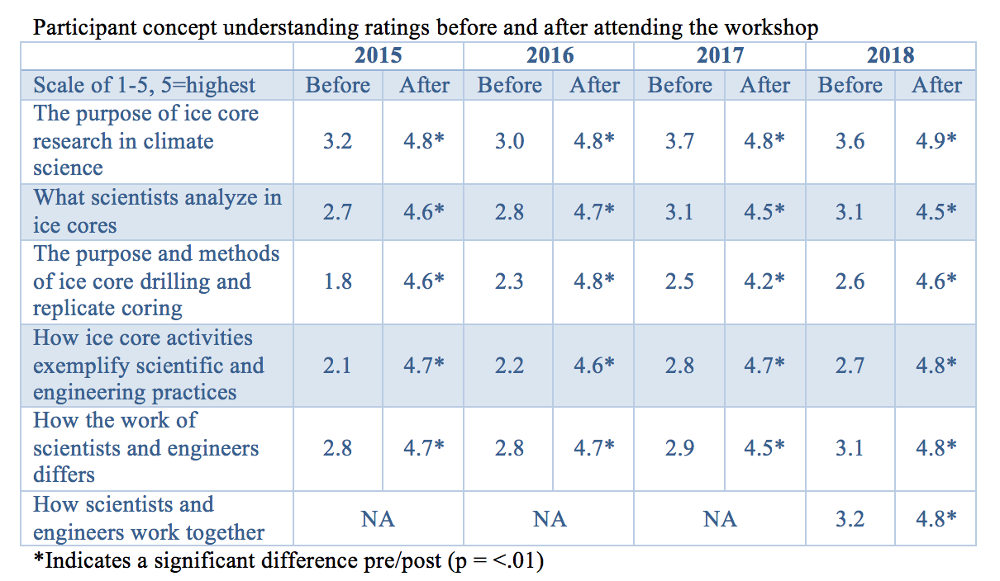 Participant concept understanding ratings before and after attending the workshop
2015 2016 2017 2018
Scale of 1-5, 5=highest Before After Before After Before After Before After
The purpose of ice core
research in climate 3.2 4.8* 3.0 4.8* 3.7 4.8* 3.6 4.9*
science
What scientists analyze in
ice cores 2.7 4.6* 2.8 4.7* 3.1 4.5* 3.1 4.5*
The purpose and methods
of ice core drilling and 1.8 4.6* 2.3 4.8* 2.5 4.2* 2.6 4.6*
replicate coring
How ice core activities
exemplify scientific and 2.1 4.7* 2.2 4.6* 2.8 4.7* 2.7 4.8*
engineering practices
How the work of
scientists and engineers 2.8 4.7* 2.8 4.7* 2.9 4.5* 3.1 4.8*
differs
How scientists and
engineers work together NA NA NA 3.2 4.8*
*Indicates a significant difference pre/post (p = <.01)